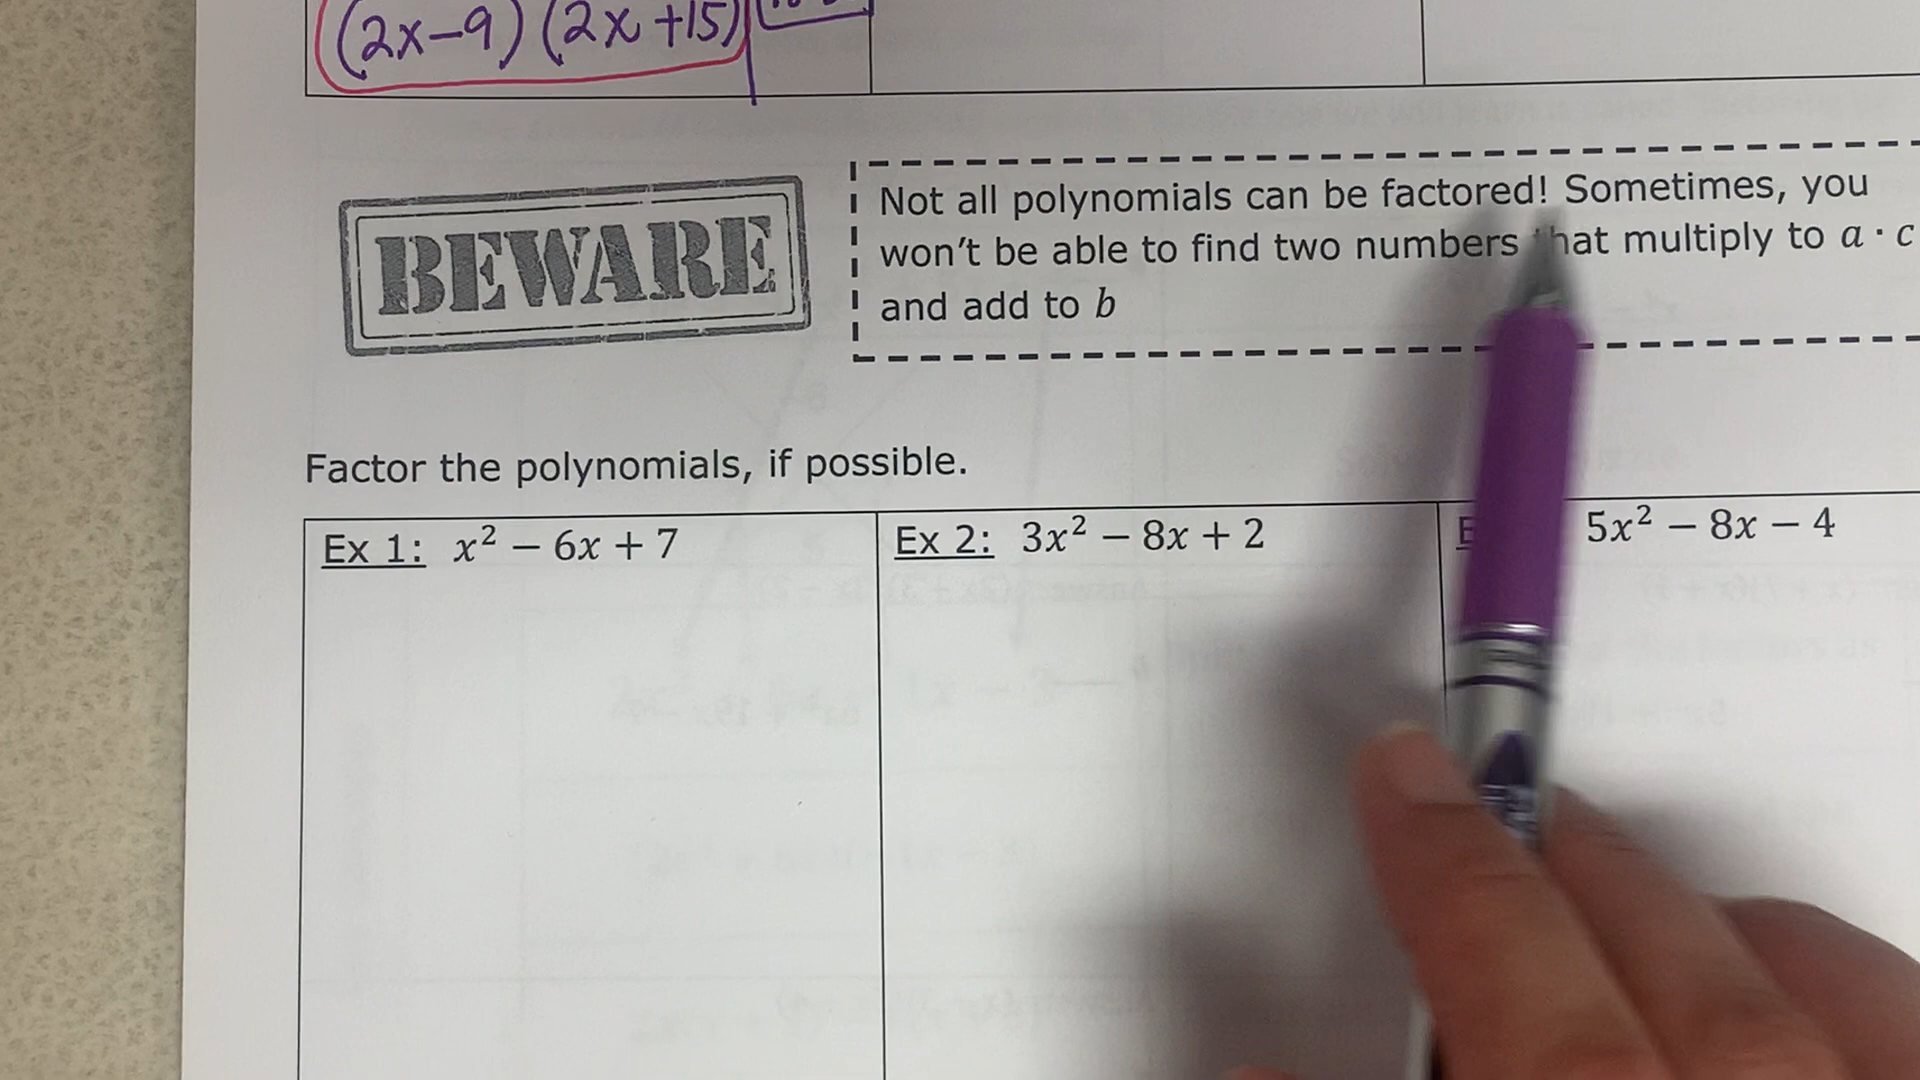 (2x-9) (2x+15)
BEWARE
Not all polynomials can be factored! Sometimes, you
won't be able to find two numbers that multiply to a · c
and add to b
Factor the polynomials, if possible.
Ex 1: x² − 6x + 7
Ex 2: 3x² − 8x + 2
5x² − 8x − 4